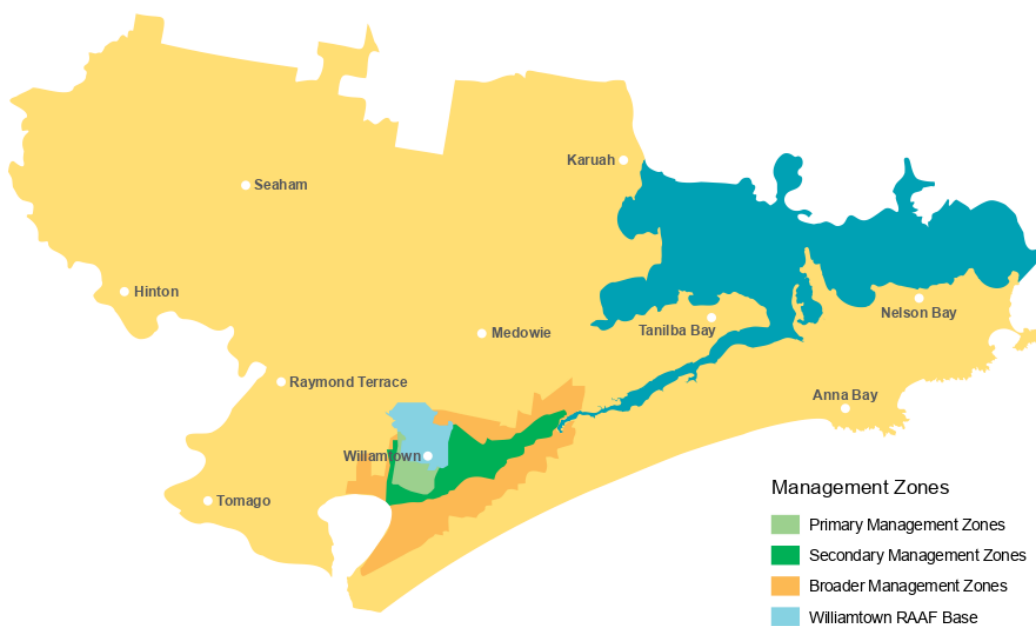 Karuah
Seaham
Hinton
Nelson Bay
Tanilba Bay
Medowie
Raymond Terrace
Anna Bay
Willamtown
Tomago
Management Zones
Primary Management Zones
Secondary Management Zones
Broader Management Zones
Williamtown RAAF Base